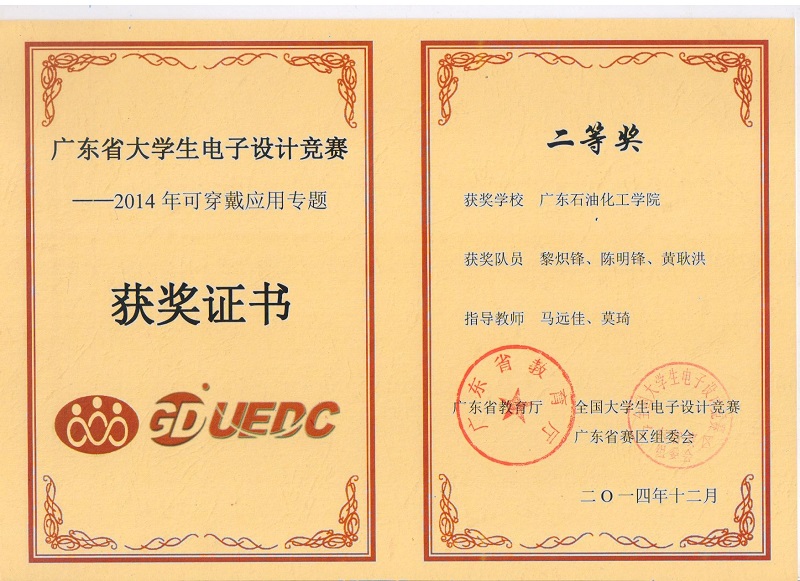 广东省大学生电子设计竞赛
——2014年可穿戴应用专题
获奖证书
GDUEDC
二等奖
获奖学校 广东石油化工学院
获奖队员 黎炽锋、陈明锋、黄耿洪
指导教师 马远佳、莫琦
广东省教育厅
广东省教育厅 全国大学生电子设计竞赛
广东省赛区组委会
二O一四年十二月